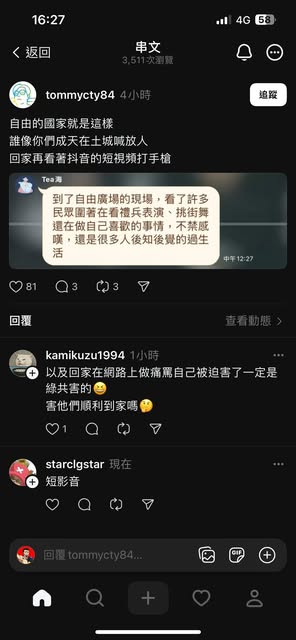 16:27
4G
58
返回
串文
3,511次瀏覽
tommycty84 4小時
追蹤
自由的國家就是這樣
誰像你們成天在土城喊放人
回家再看著抖音的短視頻打手槍
Tea海
到了自由廣場的現場，看了許多
民眾圍著在看禮兵表演、挑街舞
還在做自己喜歡的事情，不禁感
嘆，還是很多人後知後覺的過生
活
中午 12:27
81 3 3
回覆
查看動態
kamikuzu1994 1小時
以及回家在網路上做痛罵自己被迫害了一定是
綠共害的😆
害他們順利到家嗎🤔
1
starclgstar 現在
短影音
回覆 tommycty84...
GIF